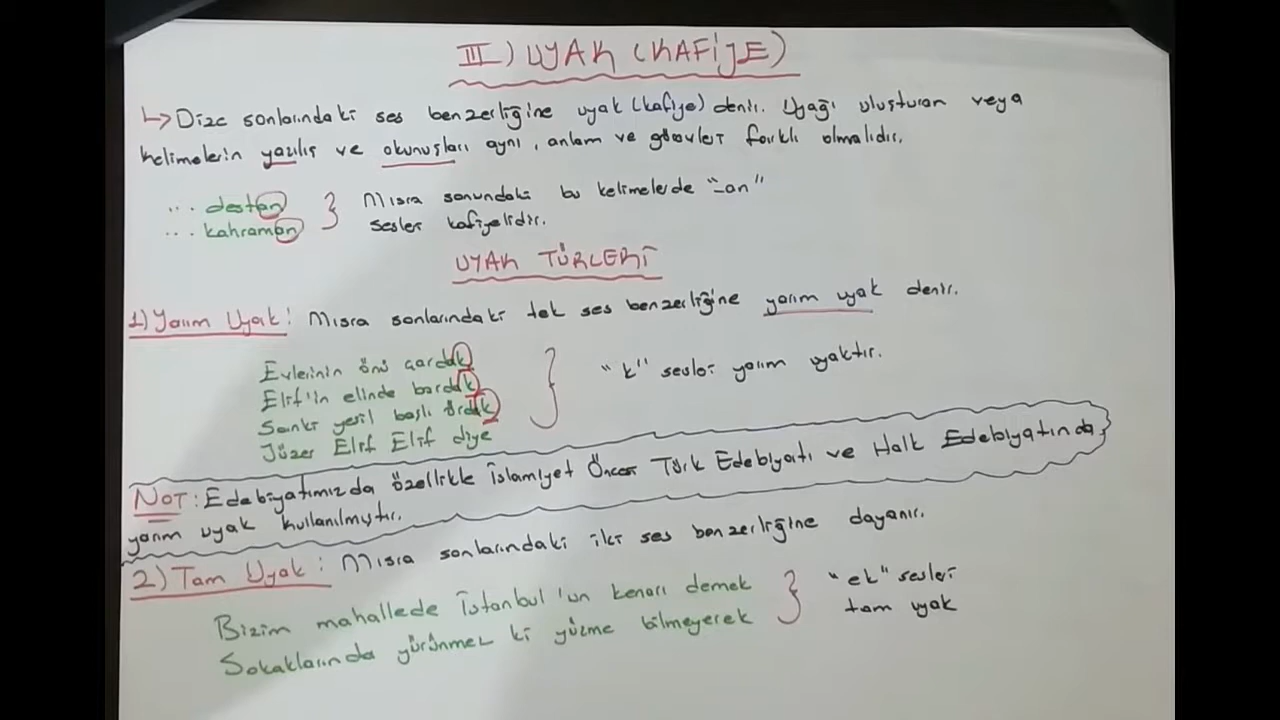 III) UYAK (KAFİYE)
↳ Dize sonlarındaki ses benzerliğine uyak (kafiye) denir. Uyağı oluşturan veya
kelimelerin yazılış ve okunuşları aynı, anlam ve görevleri farklı olmalıdır.
... destan } Mısra sonundaki bu kelimelerde "-an"
... kahraman sesler kafiyelidir.
UYAK TÜRLERİ
1) Yarım Uyak: Mısra sonlarındaki tek ses benzerliğine yarım uyak denir.
Evlerinin önü çardak
Elif'in elinde bardak
Sanki yeşil başlı ördek
Yüzer Elif Elif diye
} "k" sesler yarım uyaktır.
NOT: Edebiyatımızda özellikle İslamiyet Öncesi Türk Edebiyatı ve Halk Edebiyatında
yarım uyak kullanılmıştır.
2) Tam Uyak: Mısra sonlarındaki iki ses benzerliğine dayanır.
Bizim mahallede İstanbul'un kenarı demek
Sokaklarında yürünmez ki yüzme bilmeyerek
} "ek" sesleri
tam uyak